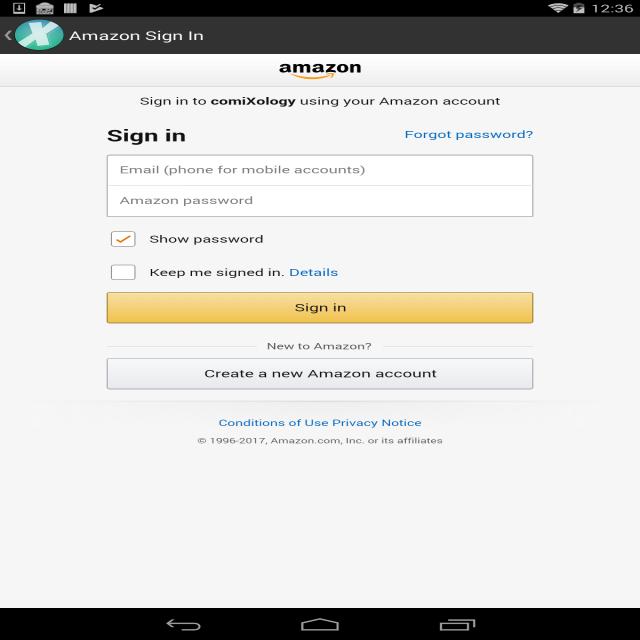 12:36
Amazon Sign In
amazon
Sign in to comiXology using your Amazon account
Sign in
Forgot password?
Email (phone for mobile accounts)
Amazon password
Show password
Keep me signed in. Details
Sign in
New to Amazon?
Create a new Amazon account
Conditions of Use Privacy Notice
© 1996-2017, Amazon.com, Inc. or its affiliates